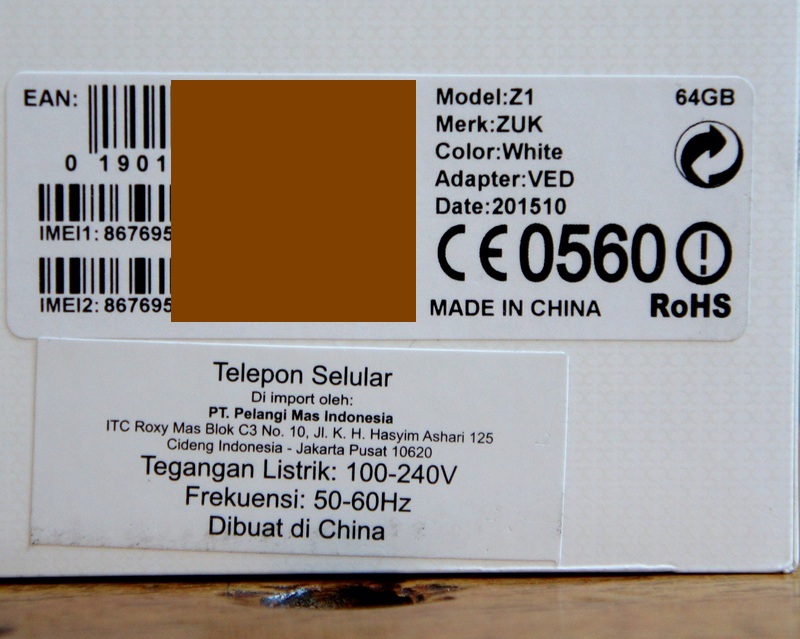 EAN:
0 1901
IMEI1: 867695
IMEI2: 867695
Model:Z1
64GB
Merk:ZUK
Color:White
Adapter:VED
Date:201510
CE0560
MADE IN CHINA
RoHS
Telepon Selular
Di import oleh:
PT. Pelangi Mas Indonesia
ITC Roxy Mas Blok C3 No. 10, Jl. K. H. Hasyim Ashari 125
Cideng Indonesia - Jakarta Pusat 10620
Tegangan Listrik: 100-240V
Frekuensi: 50-60Hz
Dibuat di China